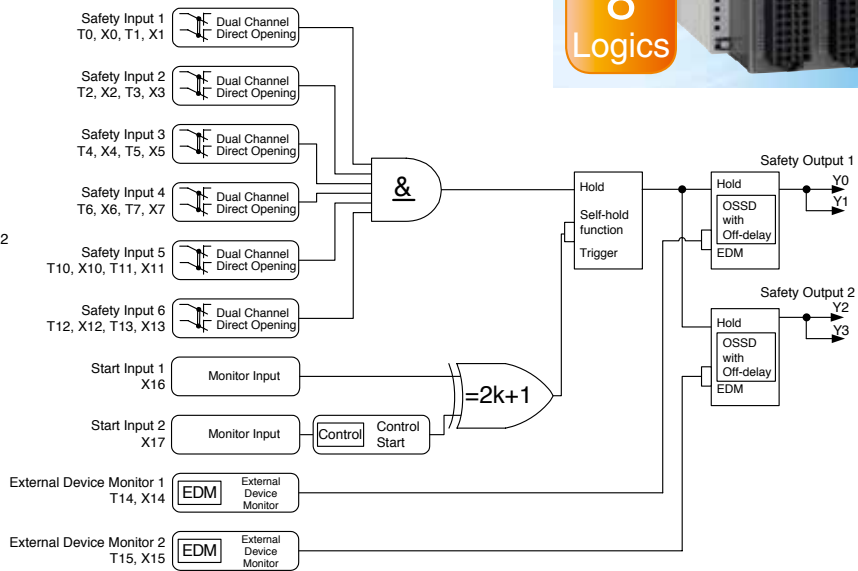 8
Logics
Safety Input 1
T0, X0, T1, X1
Dual Channel
Direct Opening
Safety Input 2
T2, X2, T3, X3
Dual Channel
Direct Opening
Safety Input 3
T4, X4, T5, X5
Dual Channel
Direct Opening
Safety Input 4
T6, X6, T7, X7
Dual Channel
Direct Opening
2
Safety Input 5
T10, X10, T11, X11
Dual Channel
Direct Opening
Safety Input 6
T12, X12, T13, X13
Dual Channel
Direct Opening
&
Hold
Self-hold
function
Trigger
Safety Output 1
Hold
OSSD
with
Off-delay
EDM
Y0
Y1
Safety Output 2
Hold
OSSD
with
Off-delay
EDM
Y2
Y3
Start Input 1
X16
Monitor Input
Start Input 2
X17
Monitor Input
Control
Control
Start
=2k+1
External Device Monitor 1
T14, X14
EDM
External
Device
Monitor
External Device Monitor 2
T15, X15
EDM
External
Device
Monitor